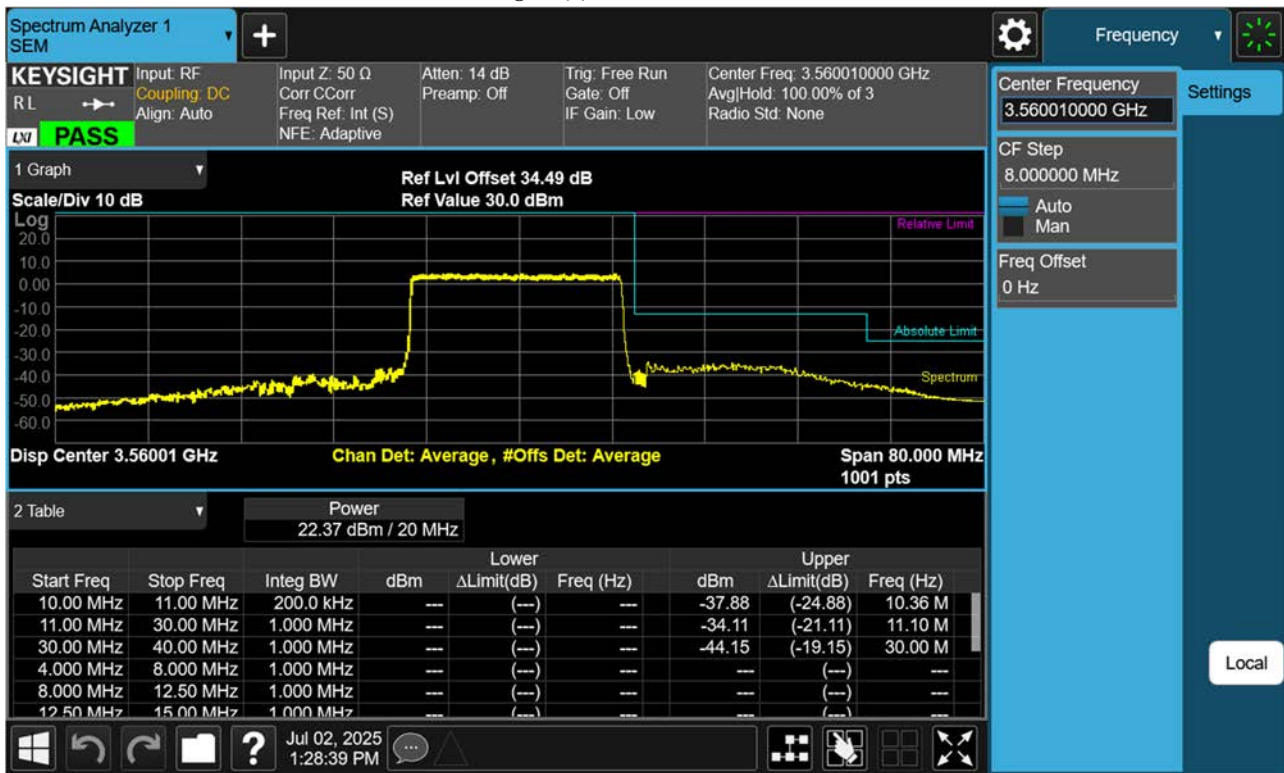 Spectrum Analyzer 1
SEM
Frequency
KEYSIGHT
R L
LXI
PASS
Input: RF
Coupling: DC
Align: Auto
Input Z: 50 Ω
Corr CCorr
Freq Ref: Int (S)
NFE: Adaptive
Atten: 14 dB
Preamp: Off
Trig: Free Run
Gate: Off
IF Gain: Low
Center Freq: 3.560010000 GHz
Avg|Hold: 100.00% of 3
Radio Std: None
Center Frequency
3.560010000 GHz
Settings
CF Step
8.000000 MHz
Auto
Man
Freq Offset
0 Hz
Local
1 Graph
Scale/Div 10 dB
Ref Lvl Offset 34.49 dB
Ref Value 30.0 dBm
Log
20.0
10.0
0.00
-10.0
-20.0
-30.0
-40.0
-50.0
-60.0
Relative Limit
Absolute Limit
Spectrum
Disp Center 3.56001 GHz
Chan Det: Average, #Offs Det: Average
Span 80.000 MHz
1001 pts
2 Table
Power
22.37 dBm / 20 MHz
Lower Upper
Start Freq Stop Freq Integ BW dBm ΔLimit(dB) Freq (Hz) dBm ΔLimit(dB) Freq (Hz)
10.00 MHz 11.00 MHz 200.0 kHz --- (---) --- -37.88 (-24.88) 10.36 M
11.00 MHz 30.00 MHz 1.000 MHz --- (---) --- -34.11 (-21.11) 11.10 M
30.00 MHz 40.00 MHz 1.000 MHz --- (---) --- -44.15 (-19.15) 30.00 M
4.000 MHz 8.000 MHz 1.000 MHz --- (---) --- --- (---) ---
8.000 MHz 12.50 MHz 1.000 MHz --- (---) --- --- (---) ---
12.50 MHz 15.00 MHz 1.000 MHz --- (---) --- --- (---) ---
?
Jul 02, 2025
1:28:39 PM